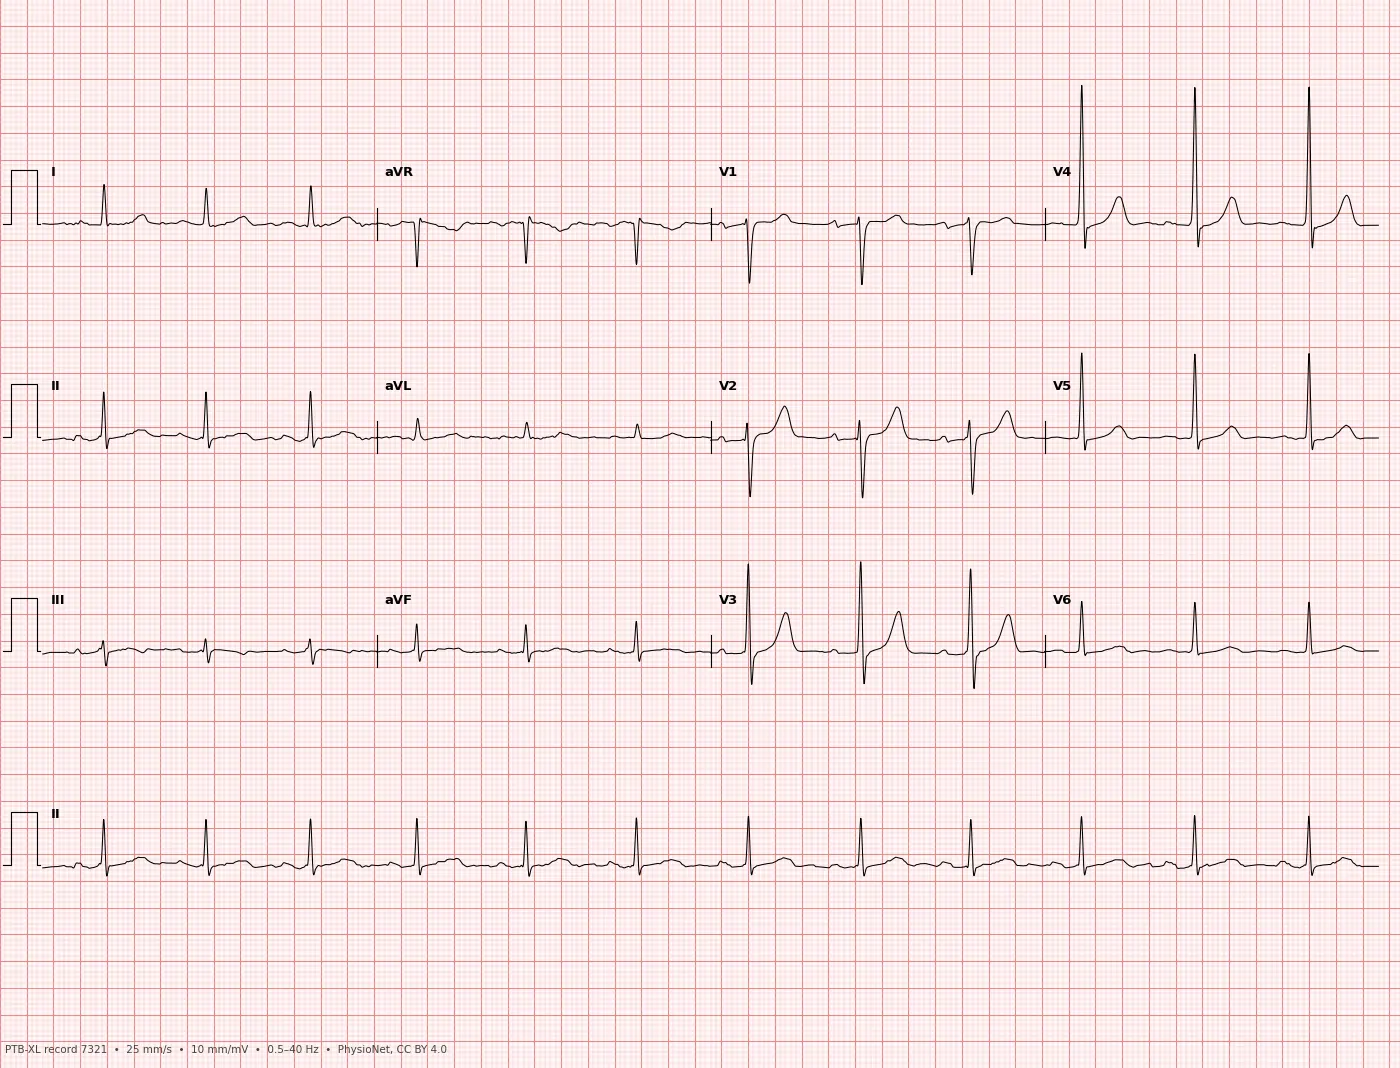 I aVR V1 V4
II aVL V2 V5
III aVF V3 V6
II
PTB-XL record 7321 • 25 mm/s • 10 mm/mV • 0.5–40 Hz • PhysioNet, CC BY 4.0